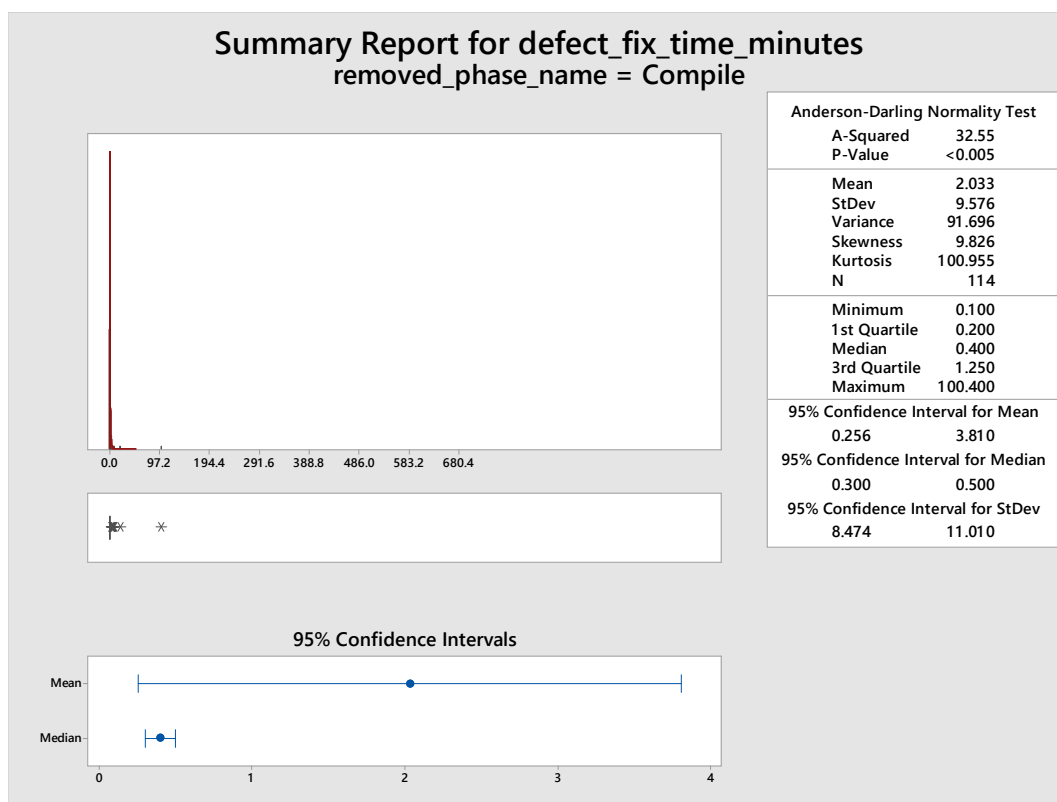 Summary Report for defect_fix_time_minutes
removed_phase_name = Compile
0.0 97.2 194.4 291.6 388.8 486.0 583.2 680.4
95% Confidence Intervals
Mean
Median
0 1 2 3 4
Anderson-Darling Normality Test
A-Squared 32.55
P-Value <0.005
Mean 2.033
StDev 9.576
Variance 91.696
Skewness 9.826
Kurtosis 100.955
N 114
Minimum 0.100
1st Quartile 0.200
Median 0.400
3rd Quartile 1.250
Maximum 100.400
95% Confidence Interval for Mean
0.256 3.810
95% Confidence Interval for Median
0.300 0.500
95% Confidence Interval for StDev
8.474 11.010